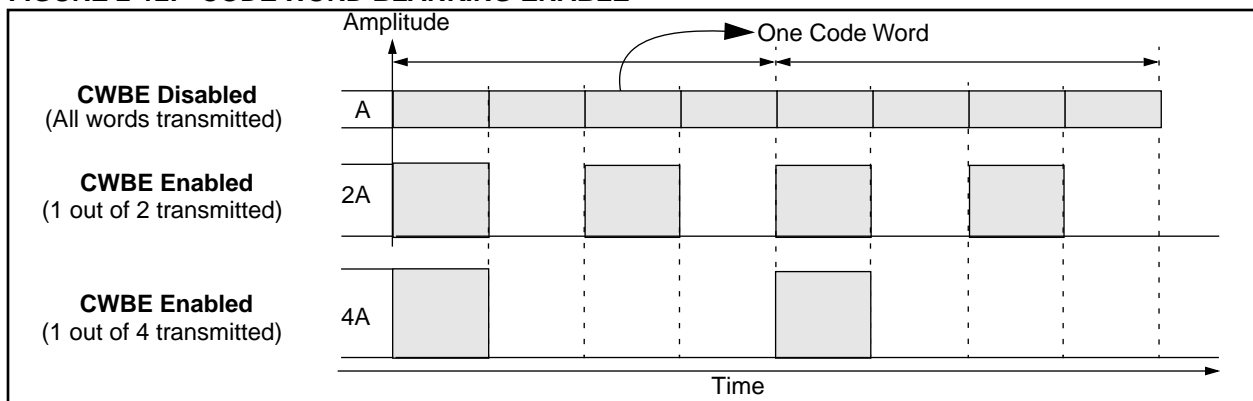 Amplitude
One Code Word
CWBE Disabled
(All words transmitted)
A
CWBE Enabled
(1 out of 2 transmitted)
2A
CWBE Enabled
(1 out of 4 transmitted)
4A
Time